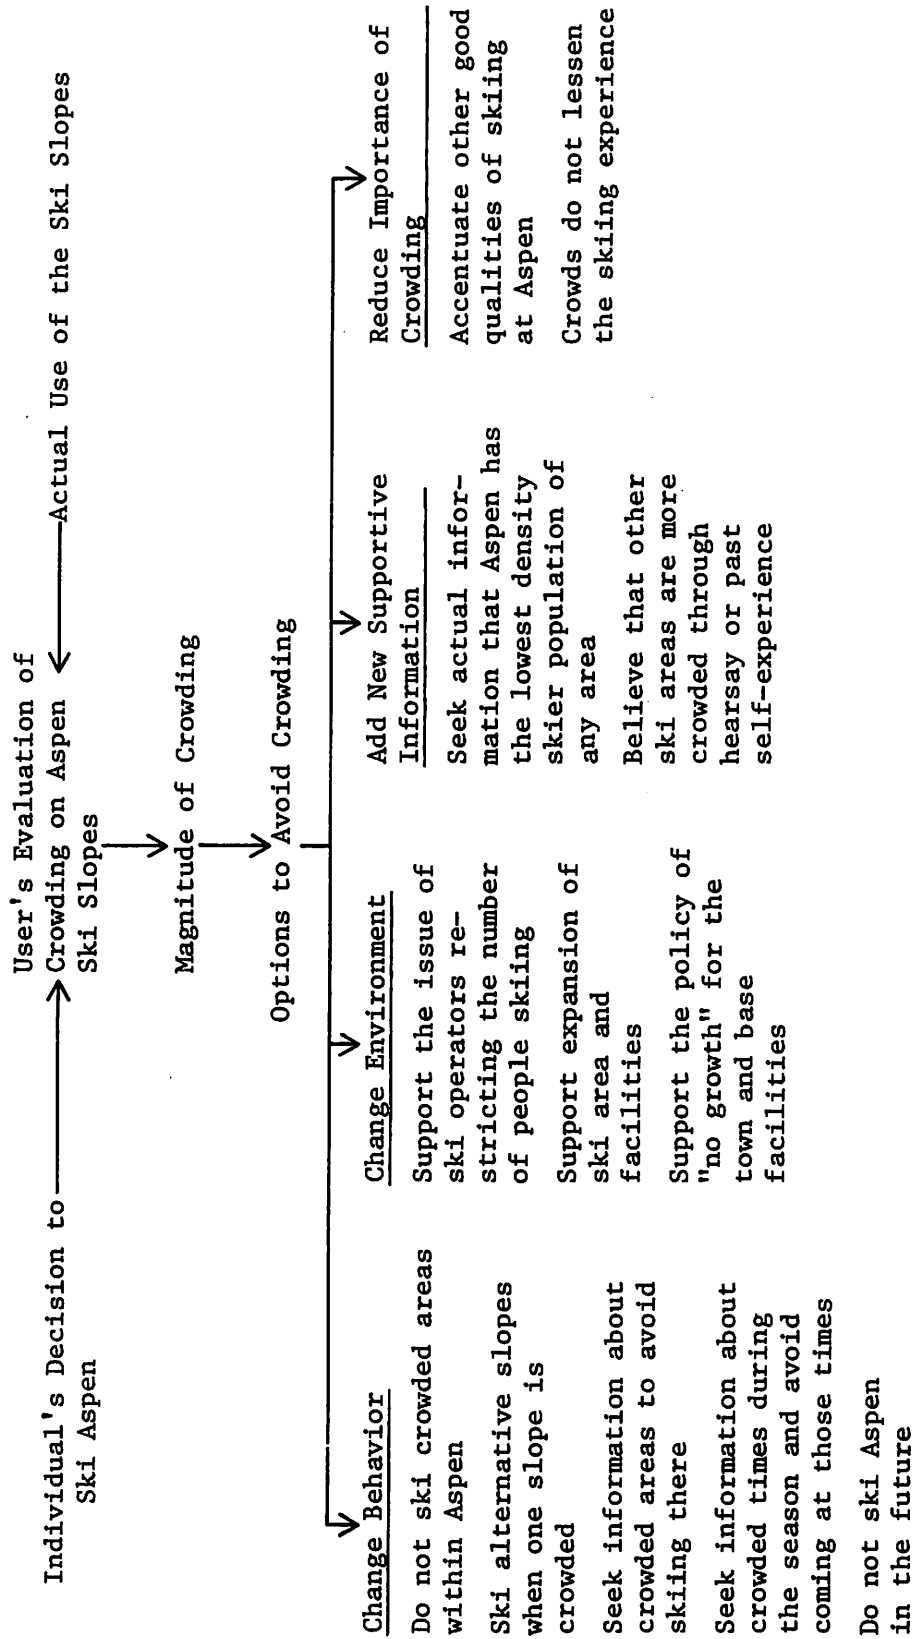 Individual's Decision to
Ski Aspen
User's Evaluation of
Crowding on Aspen
Ski Slopes
Actual Use of the Ski Slopes
Magnitude of Crowding
Options to Avoid Crowding
Change Behavior
Do not ski crowded areas
within Aspen
Ski alternative slopes
when one slope is
crowded
Seek information about
crowded areas to avoid
skiing there
Seek information about
crowded times during
the season and avoid
coming at those times
Do not ski Aspen
in the future
Change Environment
Support the issue of
ski operators re-
stricting the number
of people skiing
Support expansion of
ski area and
facilities
Support the policy of
"no growth" for the
town and base
facilities
Add New Supportive
Information
Seek actual infor-
mation that Aspen has
the lowest density
skier population of
any area
Believe that other
ski areas are more
crowded through
hearsay or past
self-experience
Reduce Importance of
Crowding
Accentuate other good
qualities of skiing
at Aspen
Crowds do not lessen
the skiing experience